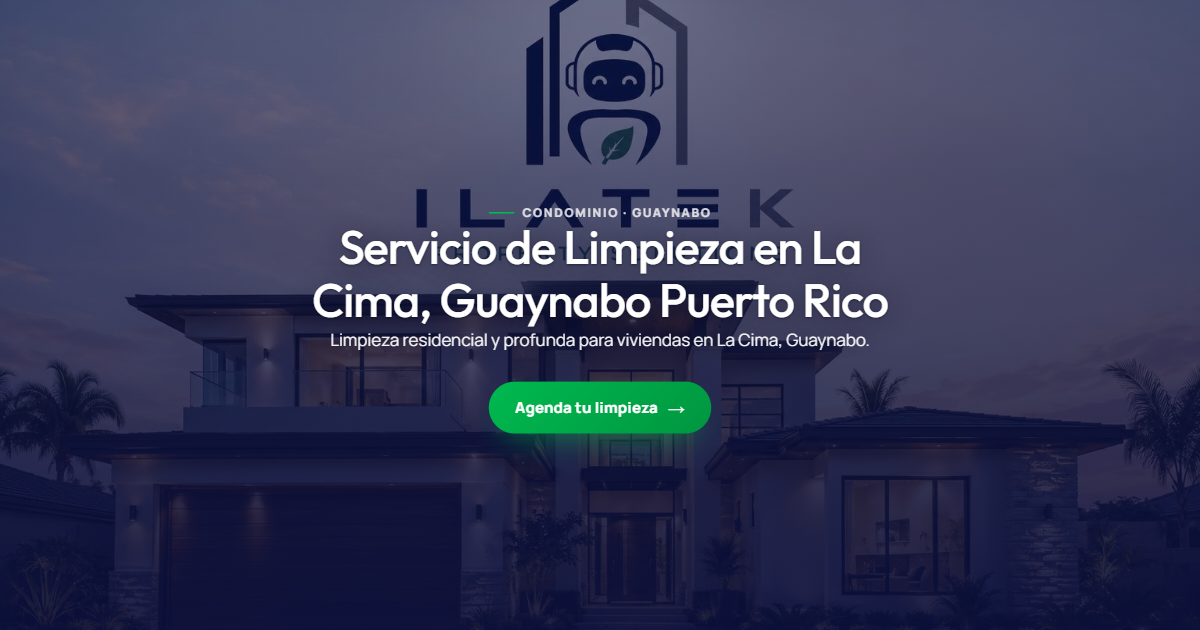 ILATEK
CONDOMINIO · GUAYNABO
Servicio de Limpieza en La
Cima, Guaynabo Puerto Rico
Limpieza residencial y profunda para viviendas en La Cima, Guaynabo.
Agenda tu limpieza →